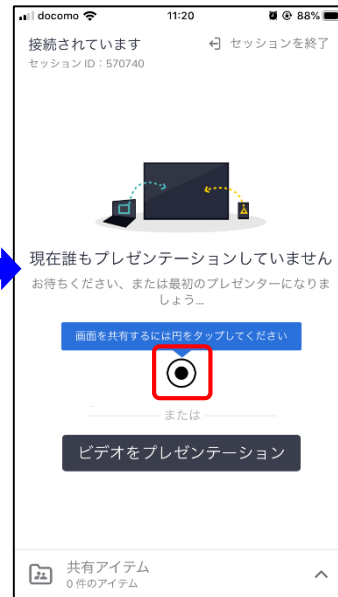 docomo 11:20 88%
接続されています セッションを終了
セッション ID：570740
現在誰もプレゼンテーションしていません
お待ちください、または最初のプレゼンターになりま
しょう...
画面を共有するには円をタップしてください
または
ビデオをプレゼンテーション
共有アイテム
0 件のアイテム